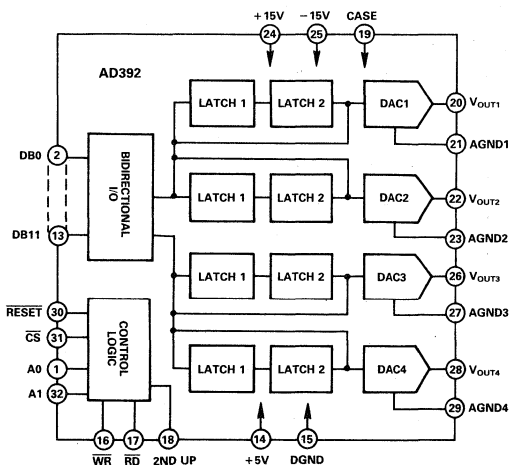 +15V −15V CASE
24 25 19
AD392
LATCH 1 LATCH 2 DAC1 20 VOUT1
21 AGND1
DB0 2
BIDIRECTIONAL I/O
LATCH 1 LATCH 2 DAC2 22 VOUT2
23 AGND2
DB11 13
LATCH 1 LATCH 2 DAC3 26 VOUT3
27 AGND3
RESET 30
CS 31
A0 1
A1 32
CONTROL LOGIC
LATCH 1 LATCH 2 DAC4 28 VOUT4
29 AGND4
16 17 18 14 15
WR RD 2ND UP +5V DGND